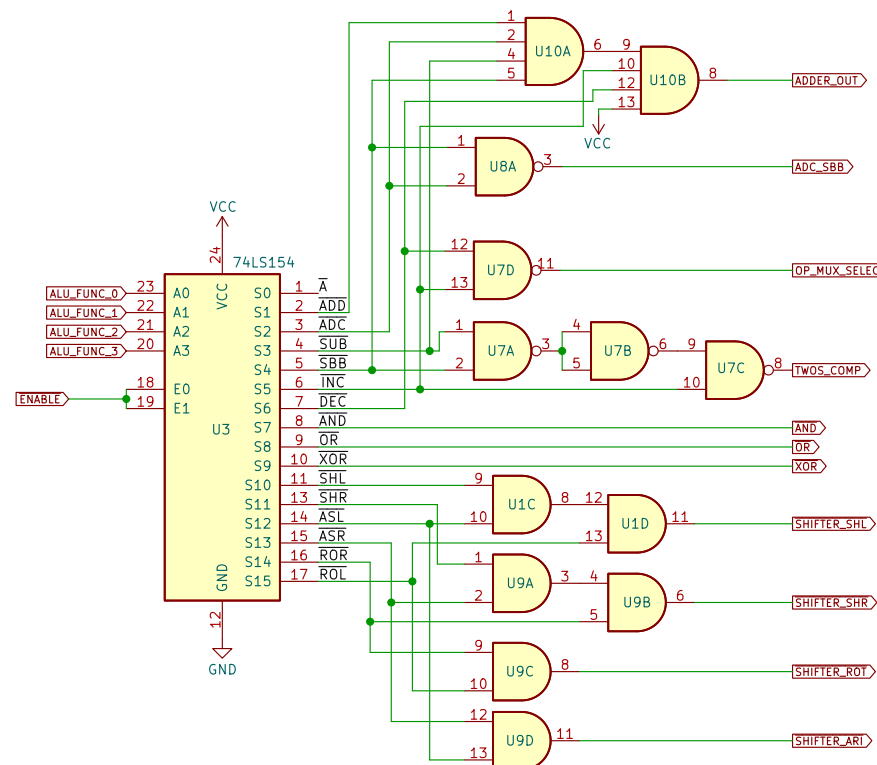 1
2
4
5
U10A
6
9
10
12
13
U10B
8
ADDER_OUT
VCC
1
2
U8A
3
ADC_SBB
VCC
24
74LS154
12
13
U7D
11
OP_MUX_SELEC
ALU_FUNC_0 23 A0
ALU_FUNC_1 22 A1
ALU_FUNC_2 21 A2
ALU_FUNC_3 20 A3
ENABLE
18 E0
19 E1
VCC
U3
GND
12
GND
S0 1 A
S1 2 ADD
S2 3 ADC
S3 4 SUB
S4 5 SBB
S5 6 INC
S6 7 DEC
S7 8 AND
S8 9 OR
S9 10 XOR
S10 11 SHL
S11 13 SHR
S12 14 ASL
S13 15 ASR
S14 16 ROR
S15 17 ROL
1
2
U7A
3
4
5
U7B
6
9
10
U7C
8
TWOS_COMP
AND
OR
XOR
9
10
U1C
8
12
13
U1D
11
SHIFTER_SHL
1
2
U9A
3
4
5
U9B
6
SHIFTER_SHR
9
10
U9C
8
SHIFTER_ROT
12
13
U9D
11
SHIFTER_ARI